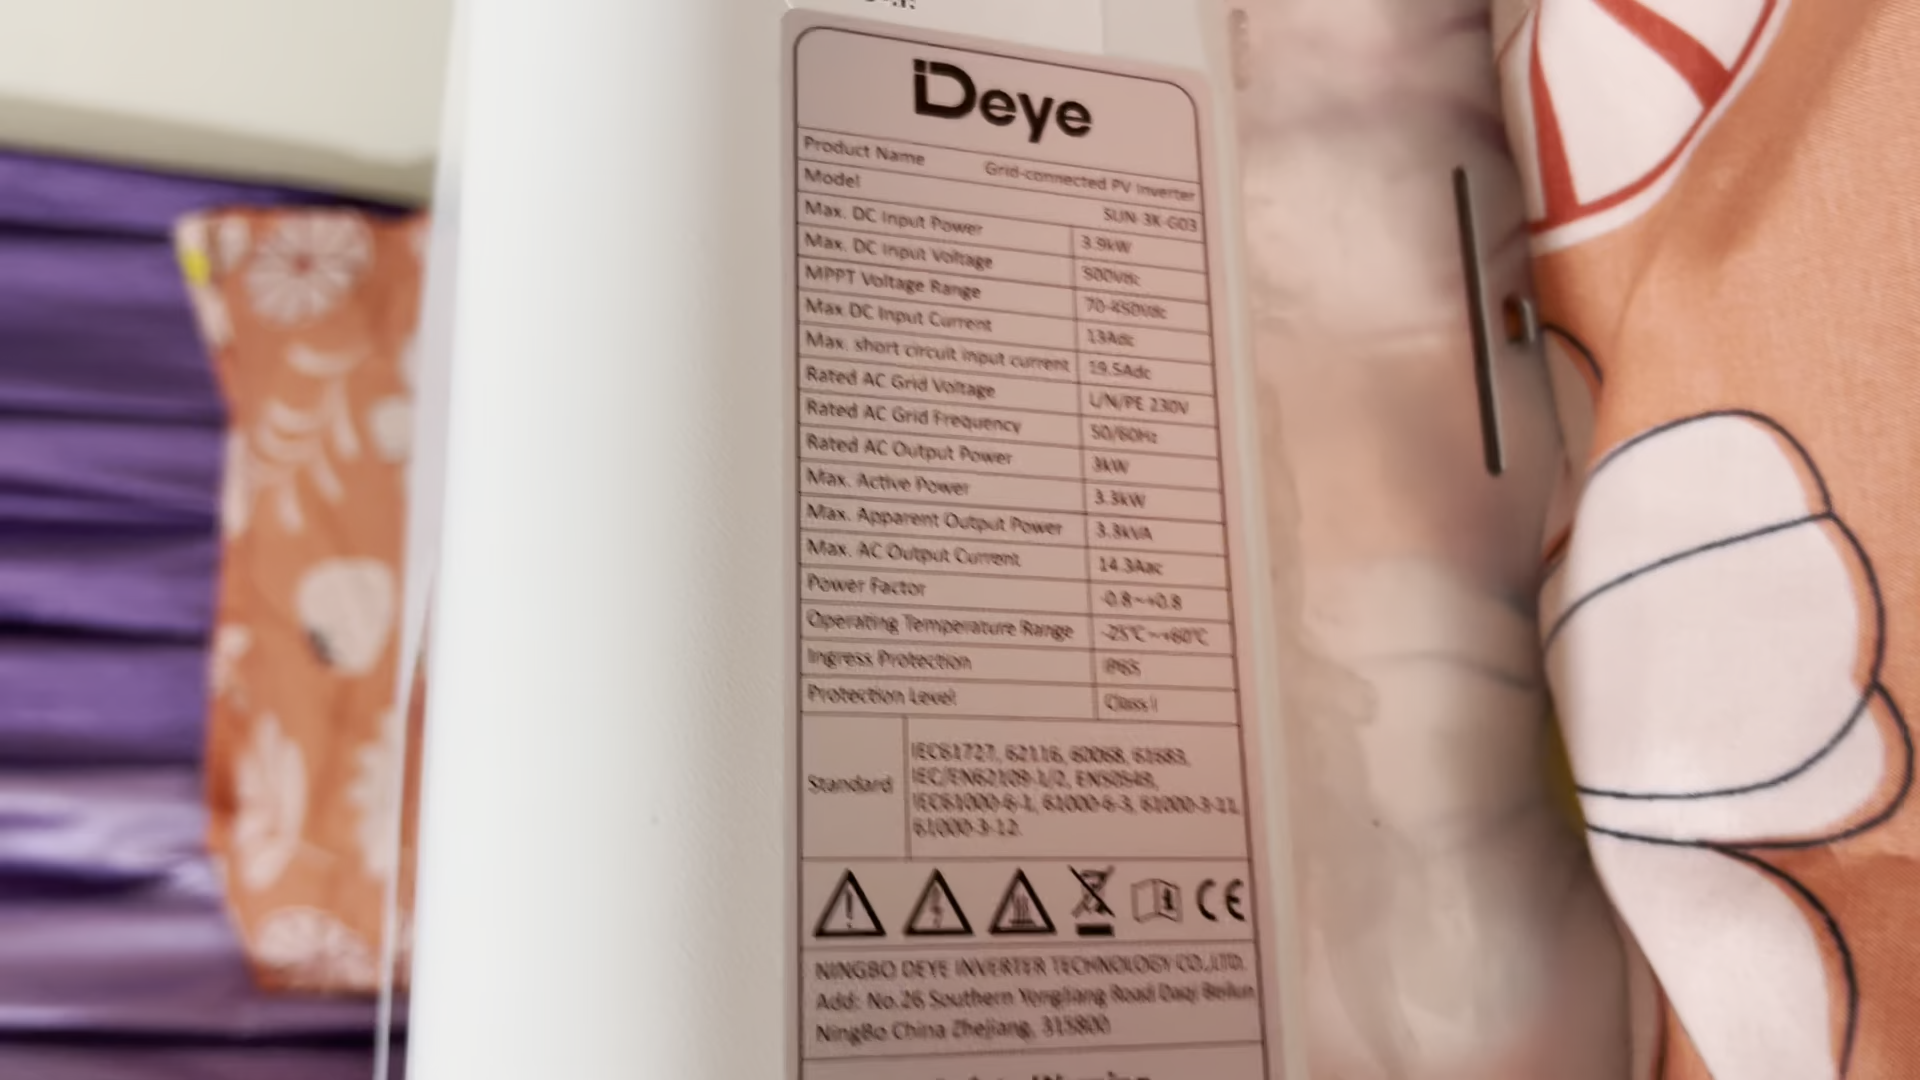 Deye
Product Name Grid-connected PV Inverter
Model SUN-3K-G03
Max. DC Input Power 3.9kW
Max. DC Input Voltage 500Vdc
MPPT Voltage Range 70-450Vdc
Max DC Input Current 13Adc
Max. short circuit input current 19.5Adc
Rated AC Grid Voltage L/N/PE 230V
Rated AC Grid Frequency 50/60Hz
Rated AC Output Power 3kW
Max. Active Power 3.3kW
Max. Apparent Output Power 3.3kVA
Max. AC Output Current 14.3Aac
Power Factor -0.8~+0.8
Operating Temperature Range -25℃~+60℃
Ingress Protection IP65
Protection Level Class I
Standard
IEC61727, 62116, 60068, 61683,
IEC/EN62109-1/2, EN50549,
IEC61000-6-1, 61000-6-3, 61000-3-11,
61000-3-12.
CE
NINGBO DEYE INVERTER TECHNOLOGY CO.,LTD.
Add: No.26 Southern Yongjiang Road Daqi Beilun
NingBo China Zhejiang, 315800